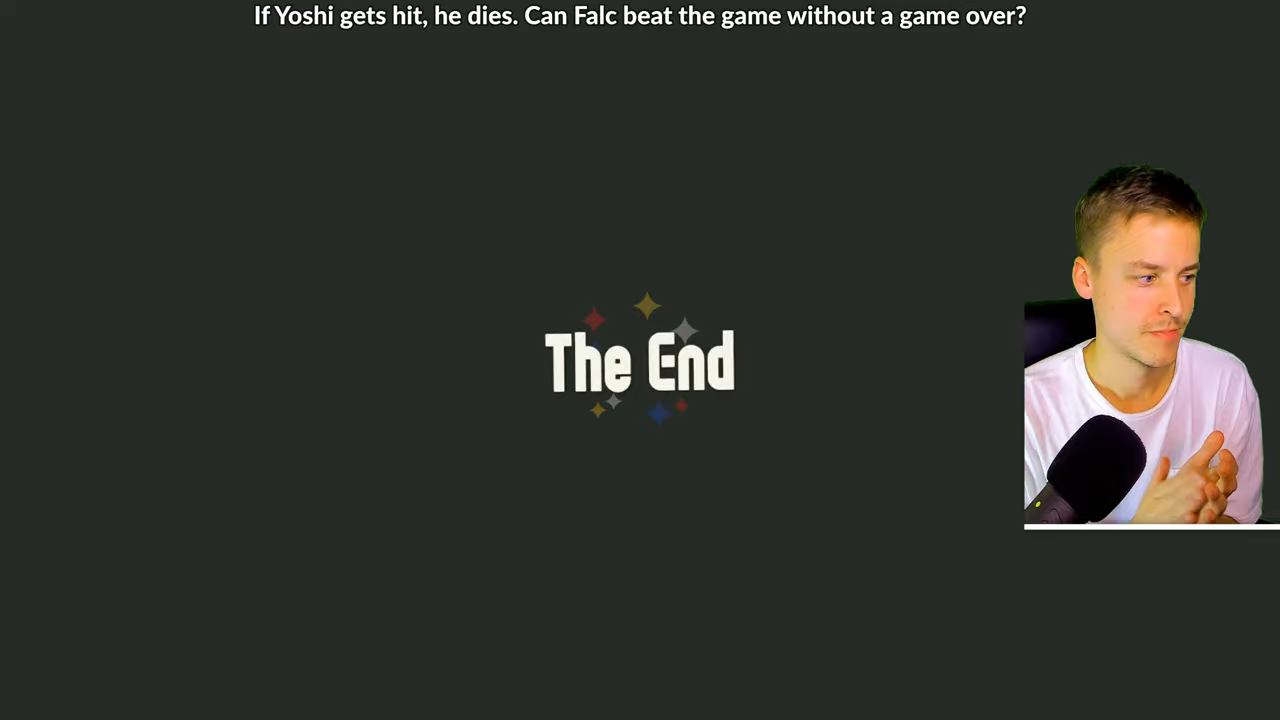 If Yoshi gets hit, he dies. Can Falc beat the game without a game over?
The End